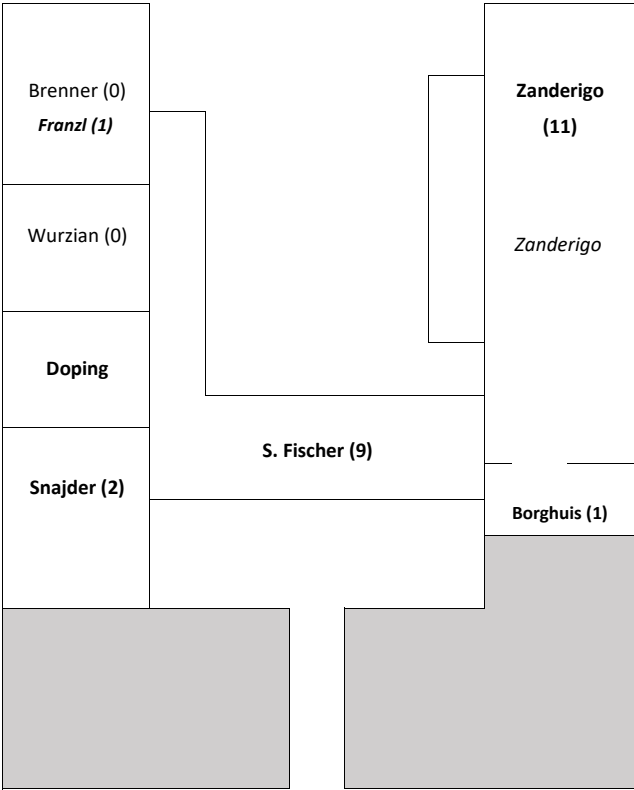 Brenner (0)
Franzl (1)
Wurzian (0)
Doping
Snajder (2)
S. Fischer (9)
Zanderigo
(11)
Zanderigo
Borghuis (1)